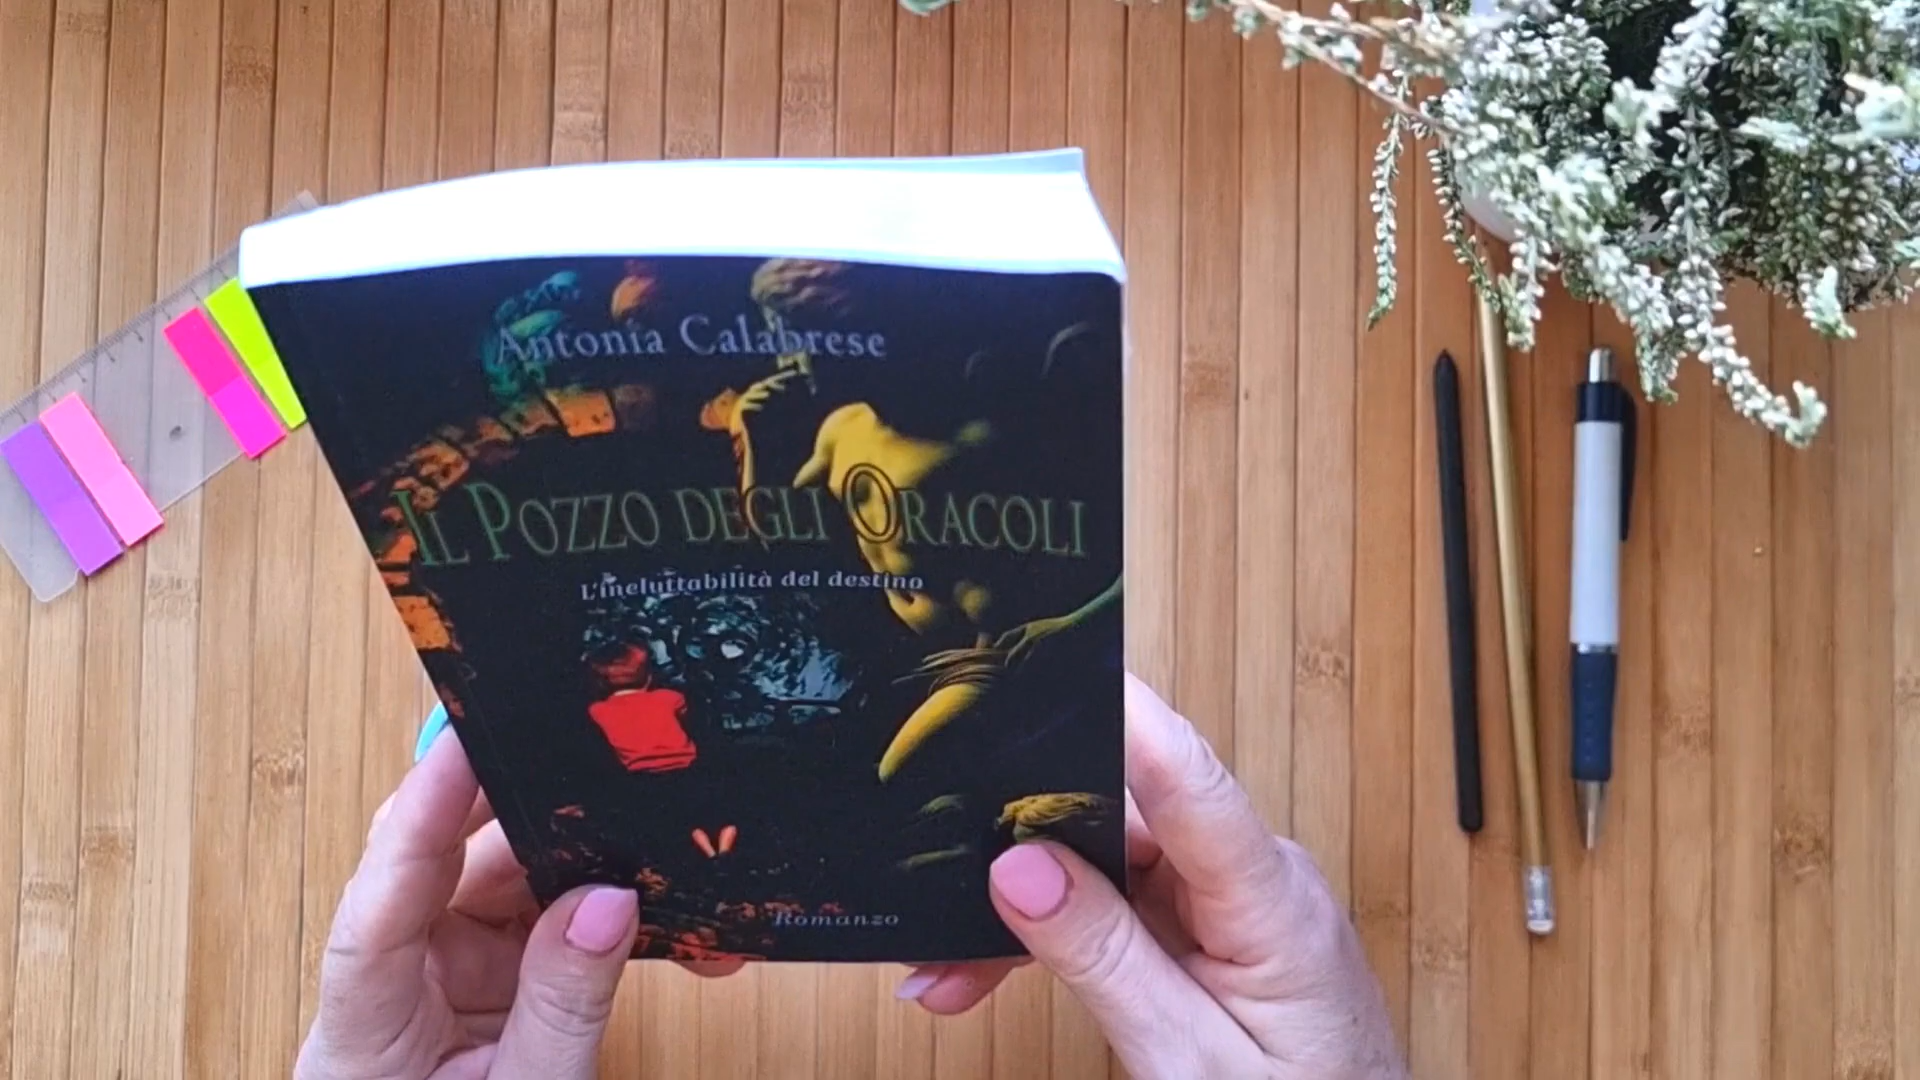 Antonia Calabrese
Il Pozzo degli Oracoli
L'ineluttabilità del destino
Romanzo